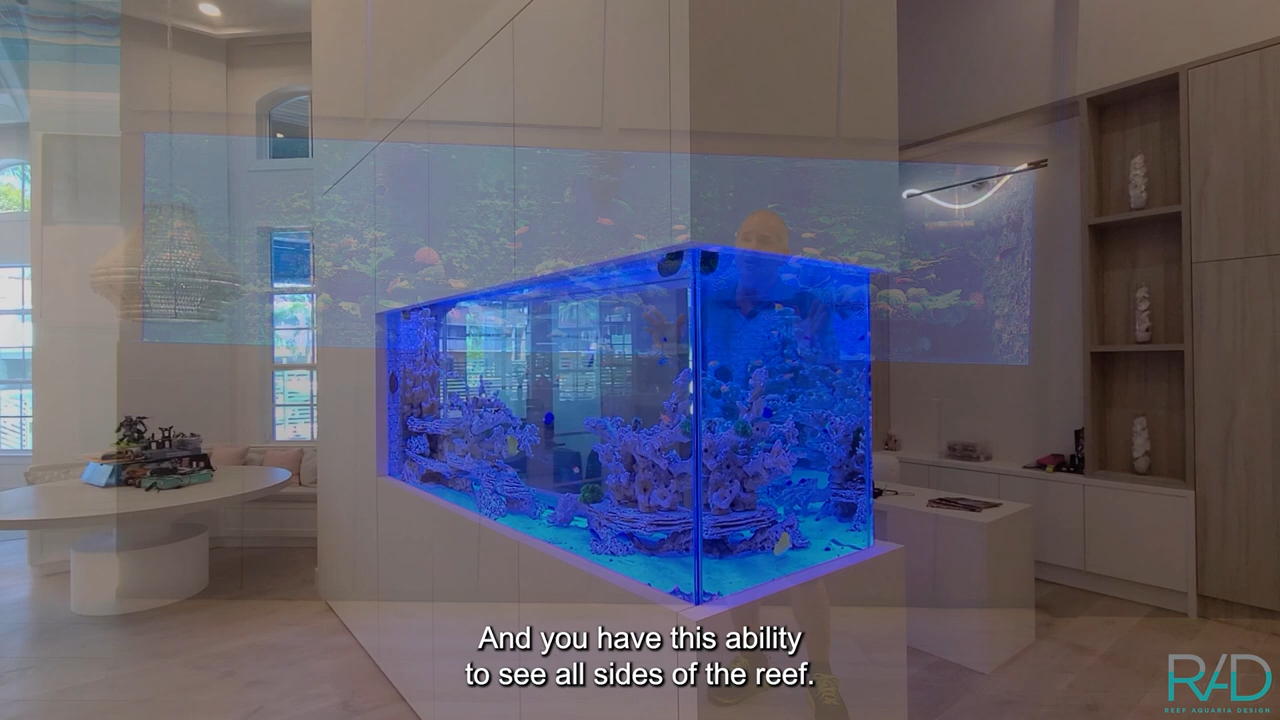 And you have this ability
to see all sides of the reef.
RAD
REEF AQUARIA DESIGN